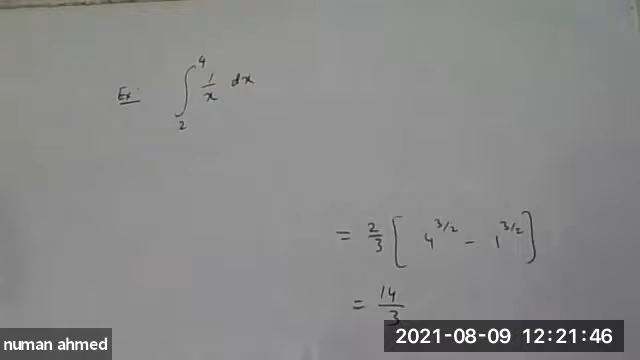 Ex: ∫₂⁴ 1/x dx
= 2/3 [ 4^3/2 - 1^3/2 ]
= 14/3
numan ahmed
2021-08-09 12:21:46